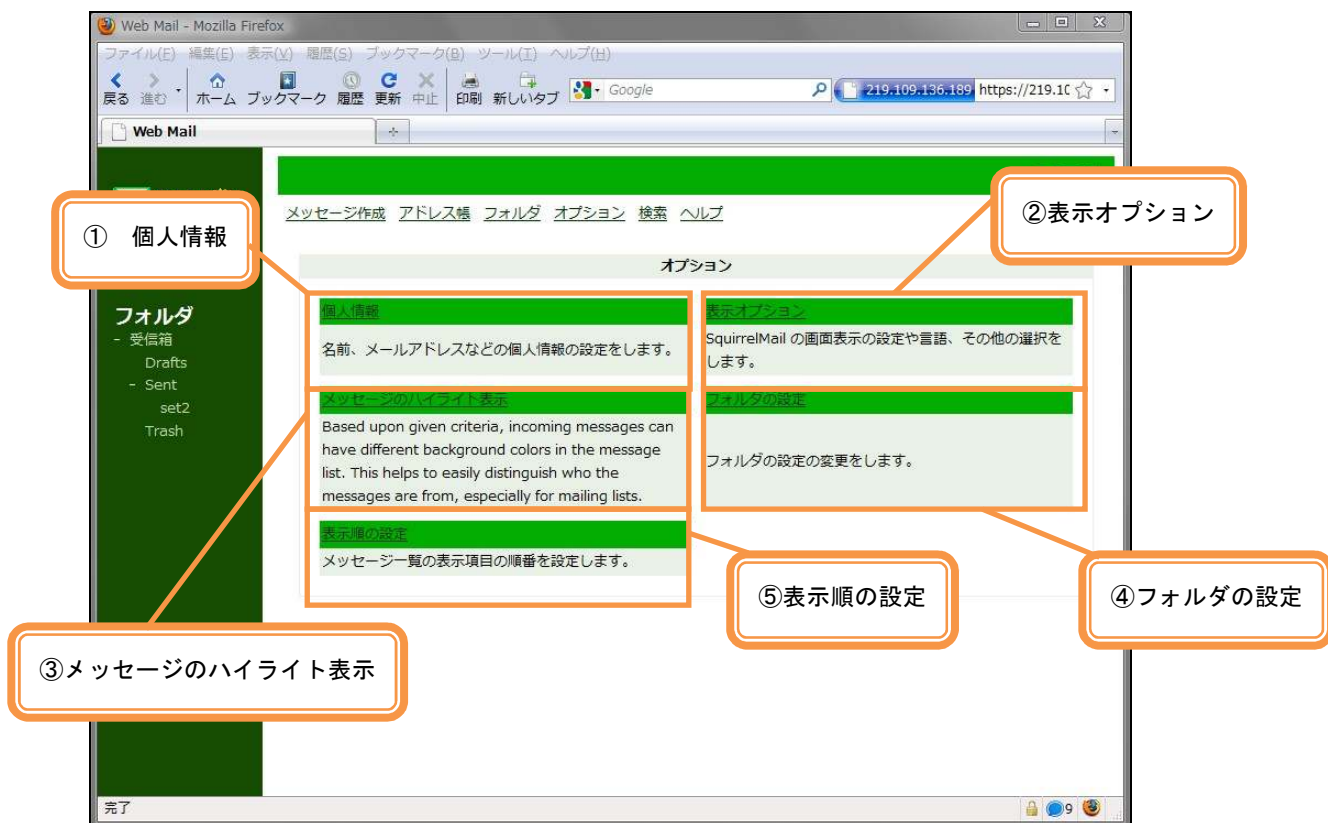 Web Mail - Mozilla Firefox
ファイル(F) 編集(E) 表示(V) 履歴(S) ブックマーク(B) ツール(T) ヘルプ(H)
戻る 進む ホーム ブックマーク 履歴 更新 中止 印刷 新しいタブ Google 219.109.136.189 https://219.10
Web Mail
① 個人情報
メッセージ作成 アドレス帳 フォルダ オプション 検索 ヘルプ
②表示オプション
オプション
フォルダ
- 受信箱
Drafts
- Sent
set2
Trash
個人情報
名前、メールアドレスなどの個人情報の設定をします。
表示オプション
SquirrelMail の画面表示の設定や言語、その他の選択を
します。
メッセージのハイライト表示
Based upon given criteria, incoming messages can
have different background colors in the message
list. This helps to easily distinguish who the
messages are from, especially for mailing lists.
フォルダの設定
フォルダの設定の変更をします。
表示順の設定
メッセージ一覧の表示項目の順番を設定します。
⑤表示順の設定
④フォルダの設定
③メッセージのハイライト表示
完了
9